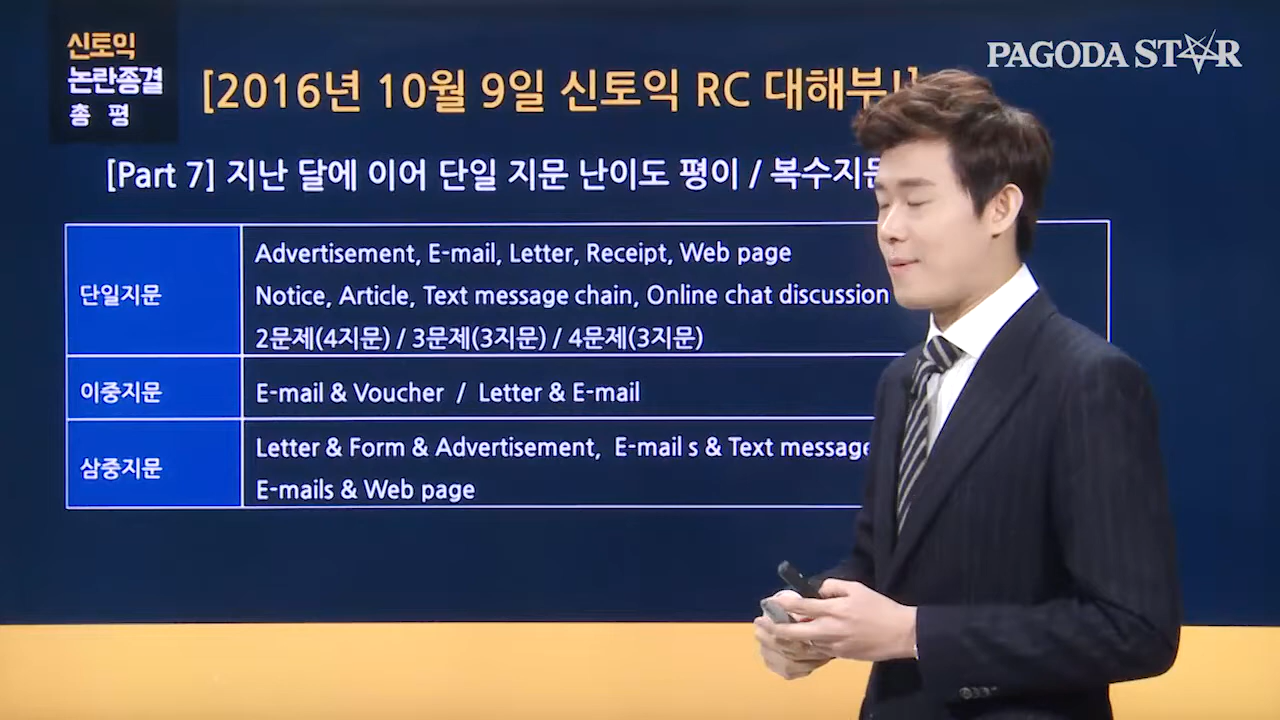 신토익
논란종결
총 평
PAGODA STAR
[2016년 10월 9일 신토익 RC 대해부!]
[Part 7] 지난 달에 이어 단일 지문 난이도 평이 / 복수지문
단일지문
Advertisement, E-mail, Letter, Receipt, Web page
Notice, Article, Text message chain, Online chat discussion
2문제(4지문) / 3문제(3지문) / 4문제(3지문)
이중지문
E-mail & Voucher / Letter & E-mail
삼중지문
Letter & Form & Advertisement, E-mail s & Text message
E-mails & Web page